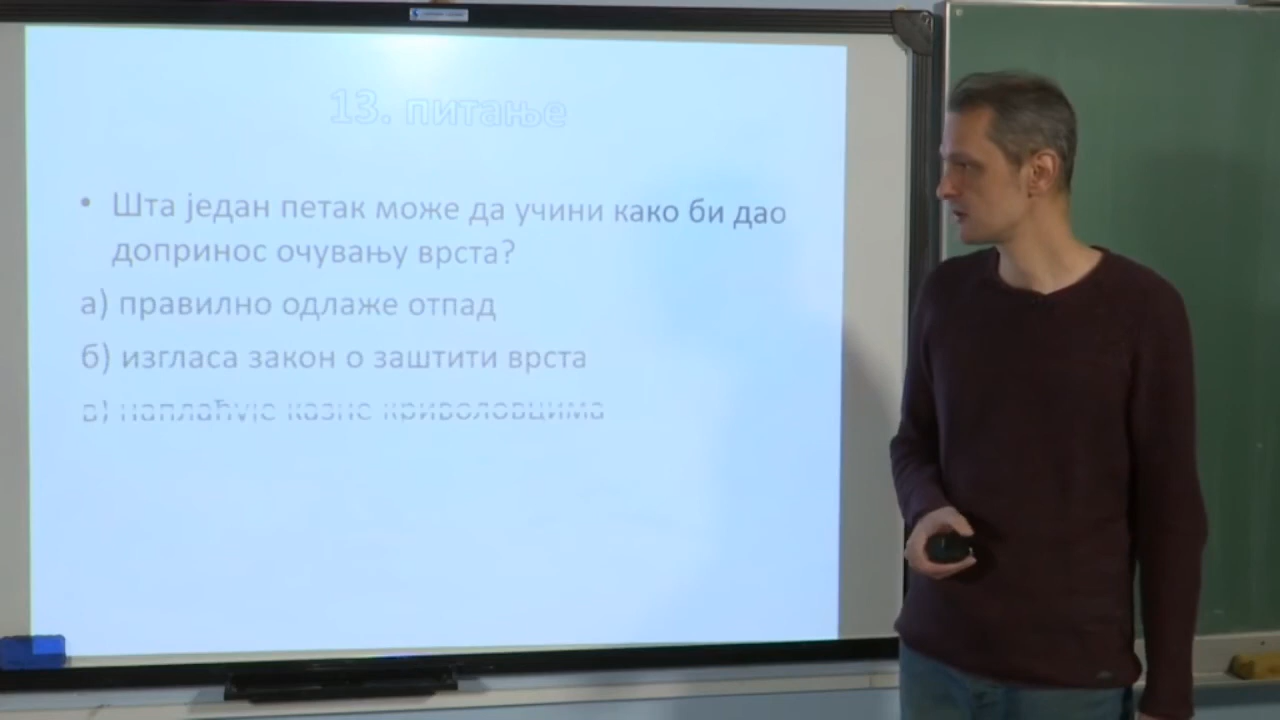 13. питање
• Шта један петак може да учини како би дао
допринос очувању врста?
а) правилно одлаже отпад
б) изгласа закон о заштити врста
в) наплаћује казне криволовцима